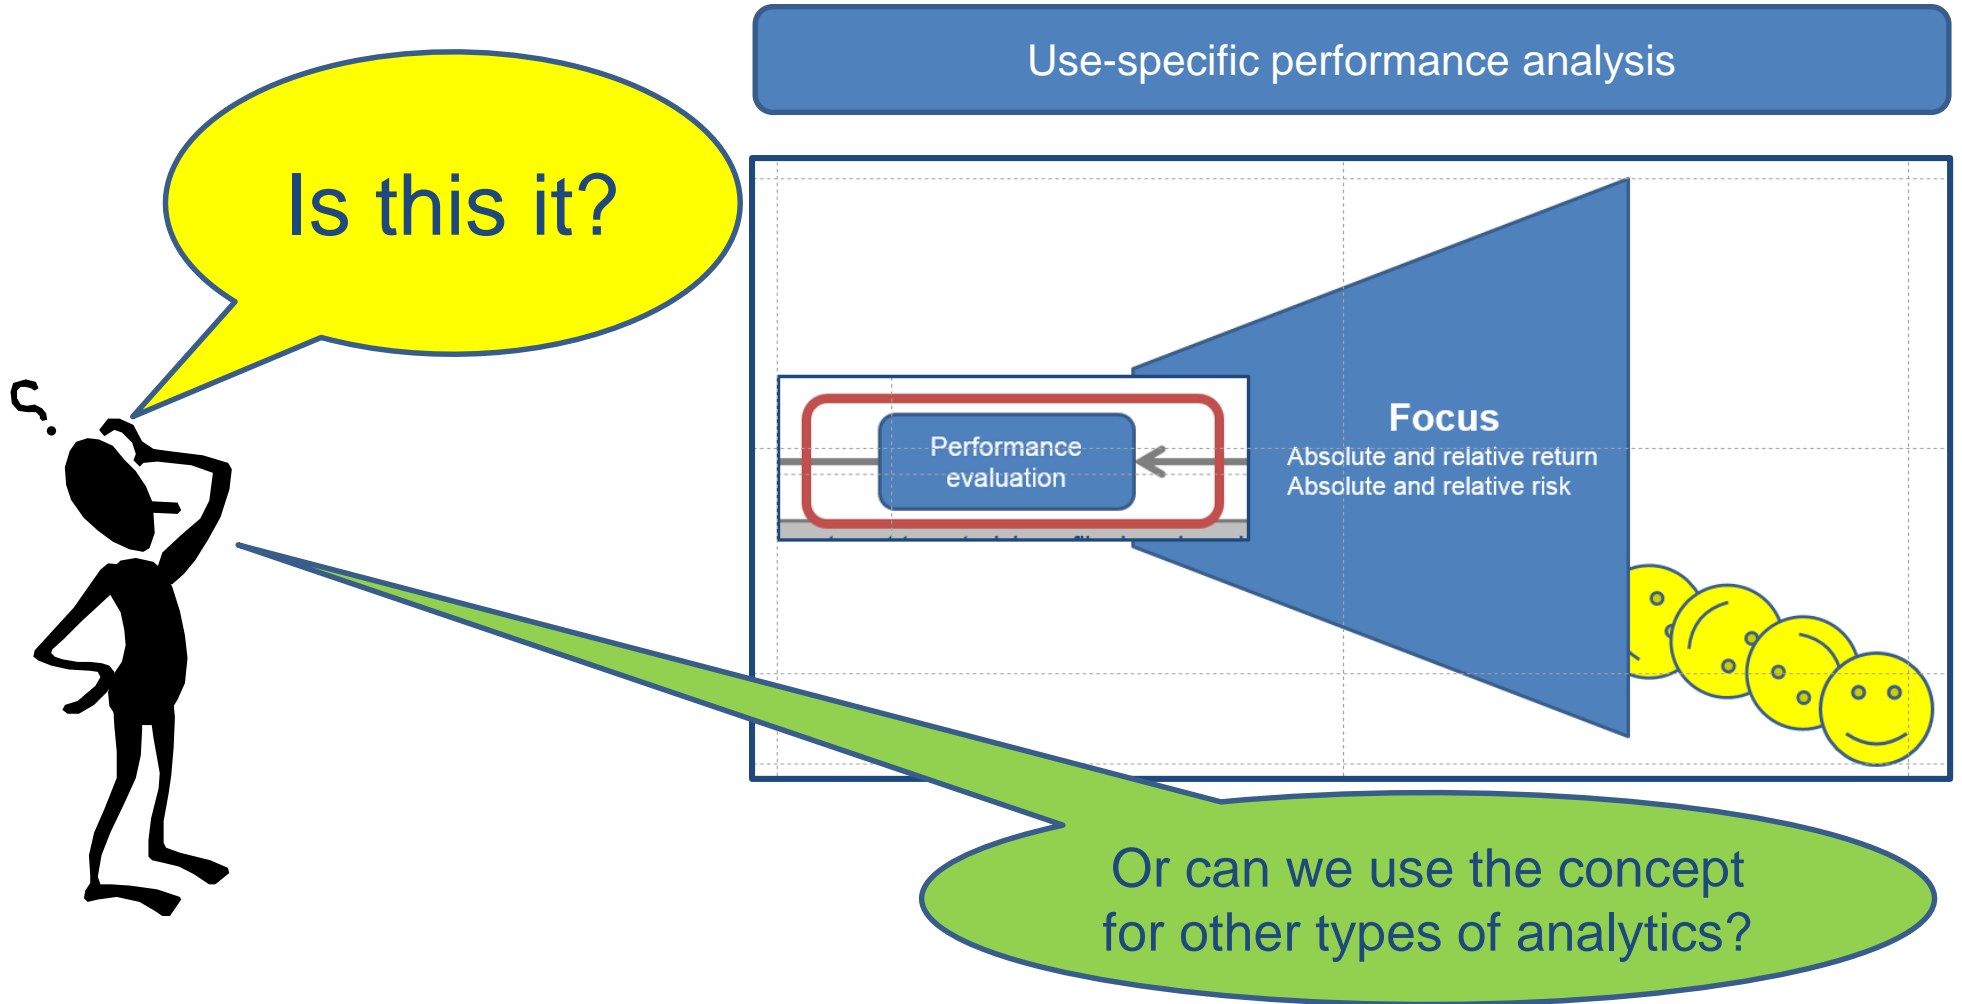 Use-specific performance analysis
Is this it?
Performance
evaluation
Focus
Absolute and relative return
Absolute and relative risk
Or can we use the concept
for other types of analytics?